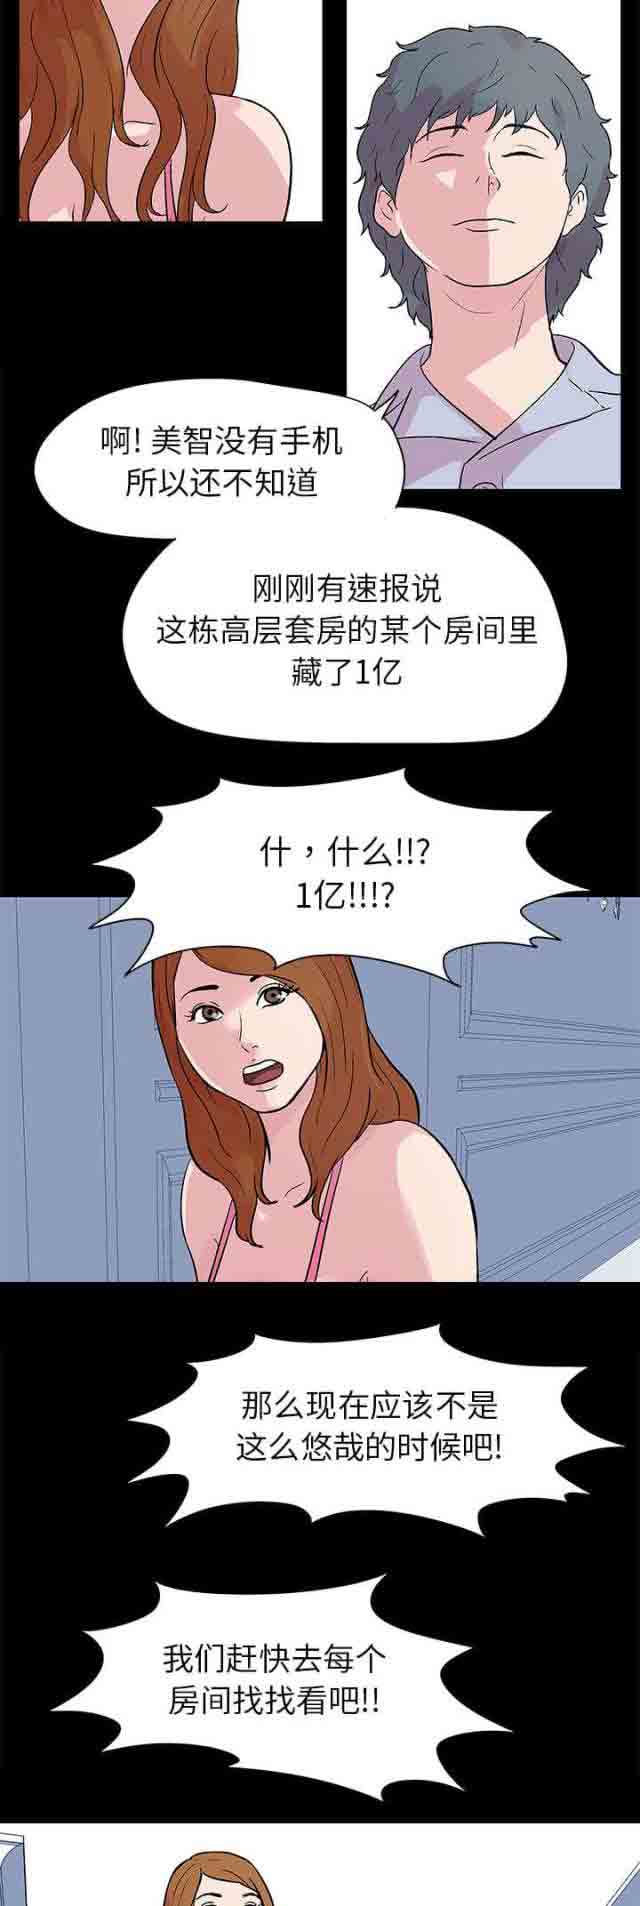 啊! 美智没有手机
所以还不知道
刚刚有速报说
这栋高层套房的某个房间里
藏了1亿
什，什么!!?
1亿!!!?
那么现在应该不是
这么悠哉的时候吧!
我们赶快去每个
房间找找看吧!!